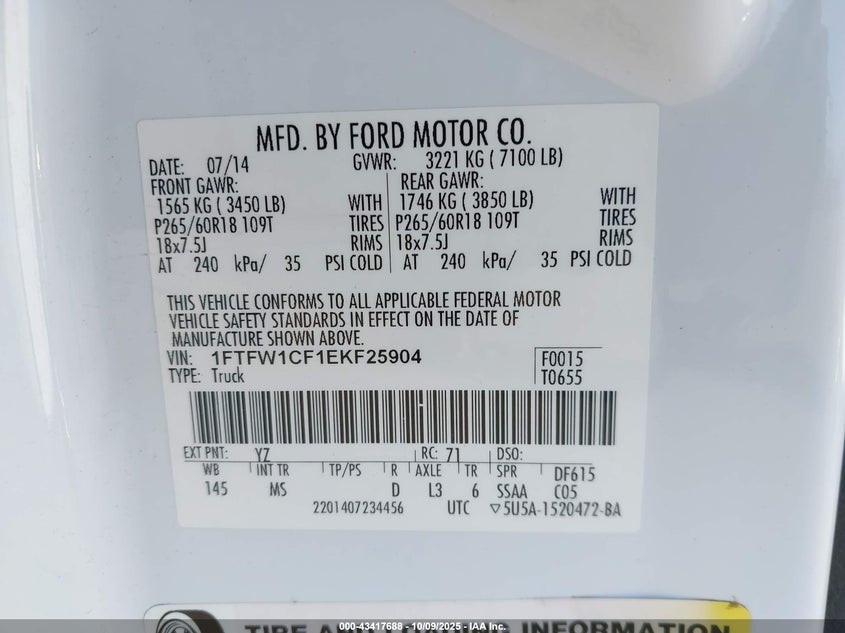 MFD. BY FORD MOTOR CO.
DATE: 07/14 GVWR: 3221 KG ( 7100 LB)
FRONT GAWR: REAR GAWR:
1565 KG ( 3450 LB) WITH 1746 KG ( 3850 LB) WITH
P265/60R18 109T TIRES P265/60R18 109T TIRES
18x7.5J RIMS 18x7.5J RIMS
AT 240 kPa/ 35 PSI COLD AT 240 kPa/ 35 PSI COLD
THIS VEHICLE CONFORMS TO ALL APPLICABLE FEDERAL MOTOR
VEHICLE SAFETY STANDARDS IN EFFECT ON THE DATE OF
MANUFACTURE SHOWN ABOVE.
VIN: 1FTFW1CF1EKF25904 F0015
TYPE: Truck T0655
EXT PNT: YZ RC: 71 DSO:
WB INT TR TP/PS R AXLE TR SPR DF615
145 MS D L3 6 SSAA C05
2201407234456 UTC ▽5U5A-1520472-BA
TIRE AND LOADING INFORMATION
000-43417688 - 10/09/2025 - IAA Inc.